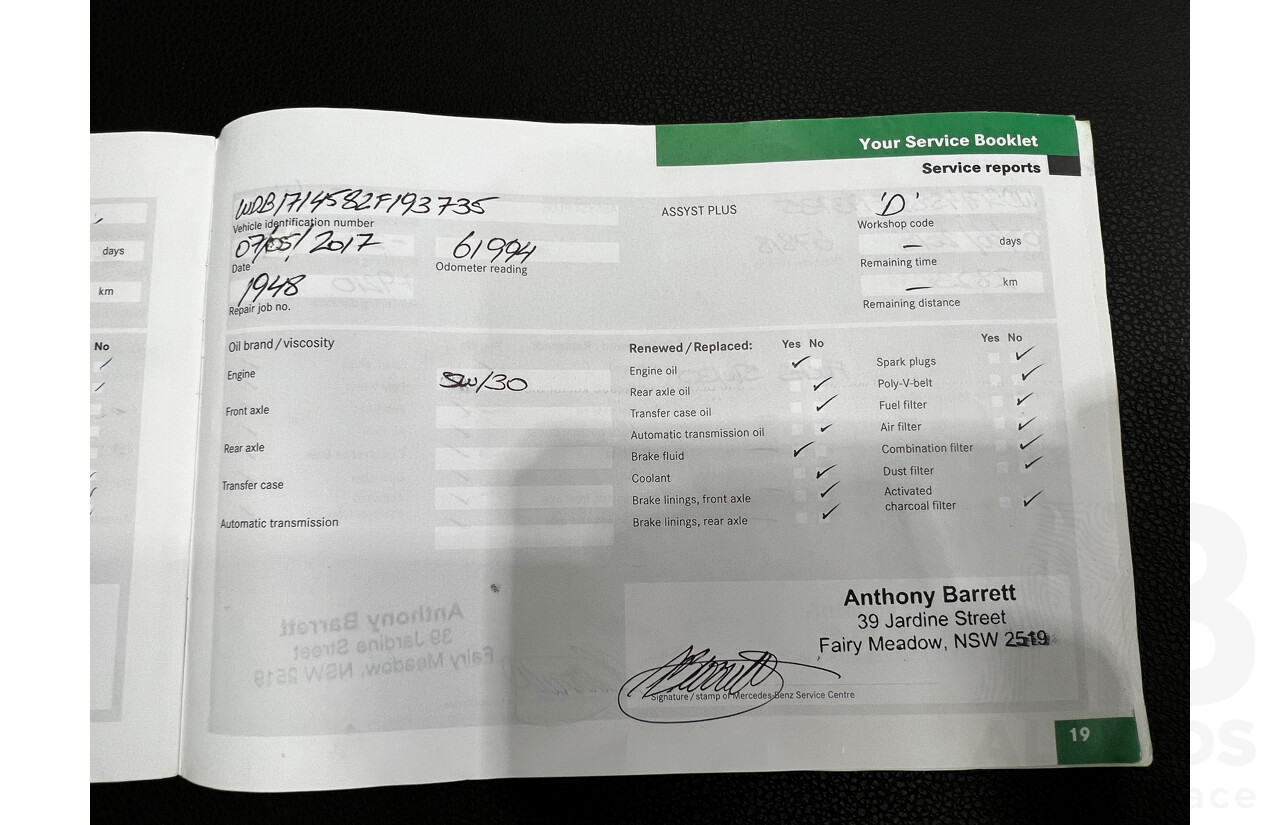 Your Service Booklet
Service reports
WDB1714582F193735
Vehicle identification number
07/05/2017
Date
61994
Odometer reading
1948
Repair job no.
ASSYST PLUS
'D'
Workshop code
— days
Remaining time
— km
Remaining distance
days
km
No
Oil brand / viscosity
Engine
5W/30
Front axle
Rear axle
Transfer case
Automatic transmission
Renewed / Replaced: Yes No
Engine oil
Rear axle oil
Transfer case oil
Automatic transmission oil
Brake fluid
Coolant
Brake linings, front axle
Brake linings, rear axle
Yes No
Spark plugs
Poly-V-belt
Fuel filter
Air filter
Combination filter
Dust filter
Activated
charcoal filter
Anthony Barrett
39 Jardine Street
Fairy Meadow, NSW 2519
Signature / stamp of Mercedes-Benz Service Centre
19